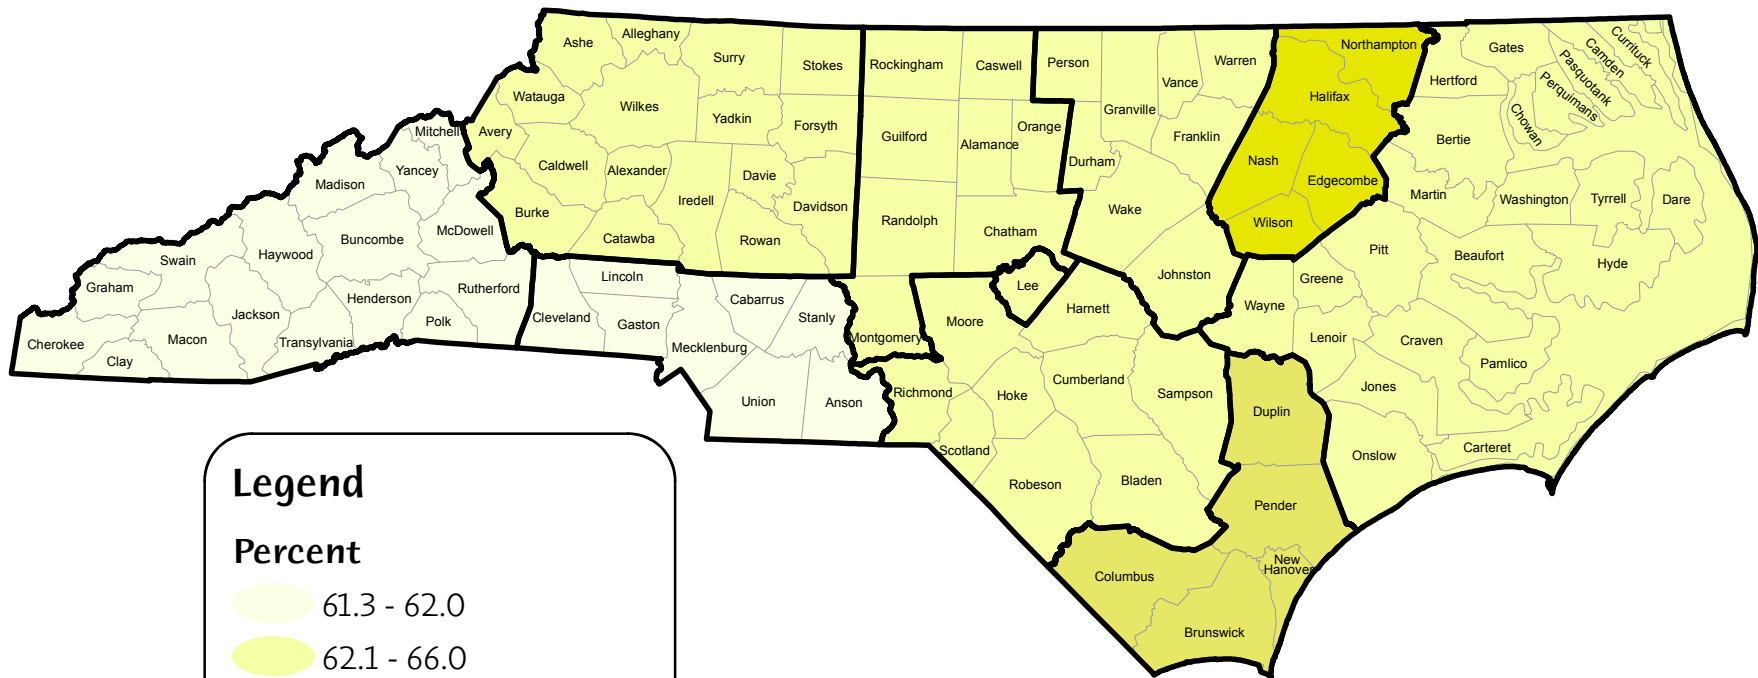 Ashe
Alleghany
Surry
Stokes
Rockingham
Caswell
Person
Vance
Warren
Northampton
Gates
Currituck
Camden
Pasquotank
Perquimans
Chowan
Hertford
Watauga
Wilkes
Yadkin
Forsyth
Guilford
Alamance
Orange
Granville
Franklin
Halifax
Bertie
Mitchell
Avery
Yancey
Caldwell
Alexander
Davie
Durham
Nash
Edgecombe
Martin
Washington
Tyrrell
Dare
Madison
Iredell
Davidson
Randolph
Wake
Wilson
Burke
McDowell
Buncombe
Catawba
Rowan
Chatham
Pitt
Beaufort
Hyde
Haywood
Swain
Graham
Rutherford
Lincoln
Cabarrus
Stanly
Lee
Johnston
Greene
Wayne
Henderson
Jackson
Polk
Cleveland
Gaston
Mecklenburg
Montgomery
Moore
Harnett
Lenoir
Craven
Pamlico
Cherokee
Clay
Macon
Transylvania
Union
Anson
Richmond
Hoke
Cumberland
Sampson
Duplin
Jones
Scotland
Robeson
Bladen
Onslow
Carteret
Pender
Columbus
New
Hanover
Brunswick
Legend
Percent
61.3 - 62.0
62.1 - 66.0